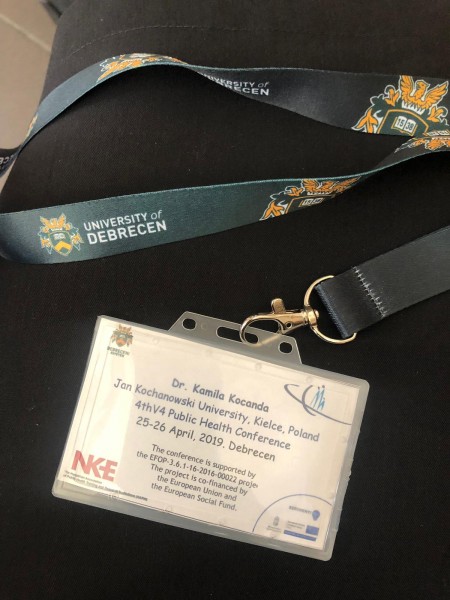 UNIVERSITY of
DEBRECEN
UNIVERSITY of
DEBRECEN
Dr. Kamila Kocanda
Jan Kochanowski University, Kielce, Poland
4thV4 Public Health Conference
25-26 April, 2019. Debrecen
The conference is supported by
the EFOP-3.6.1-16-2016-00022 projec
The project is co-financed by
the European Union and
the European Social Fund.
NKE